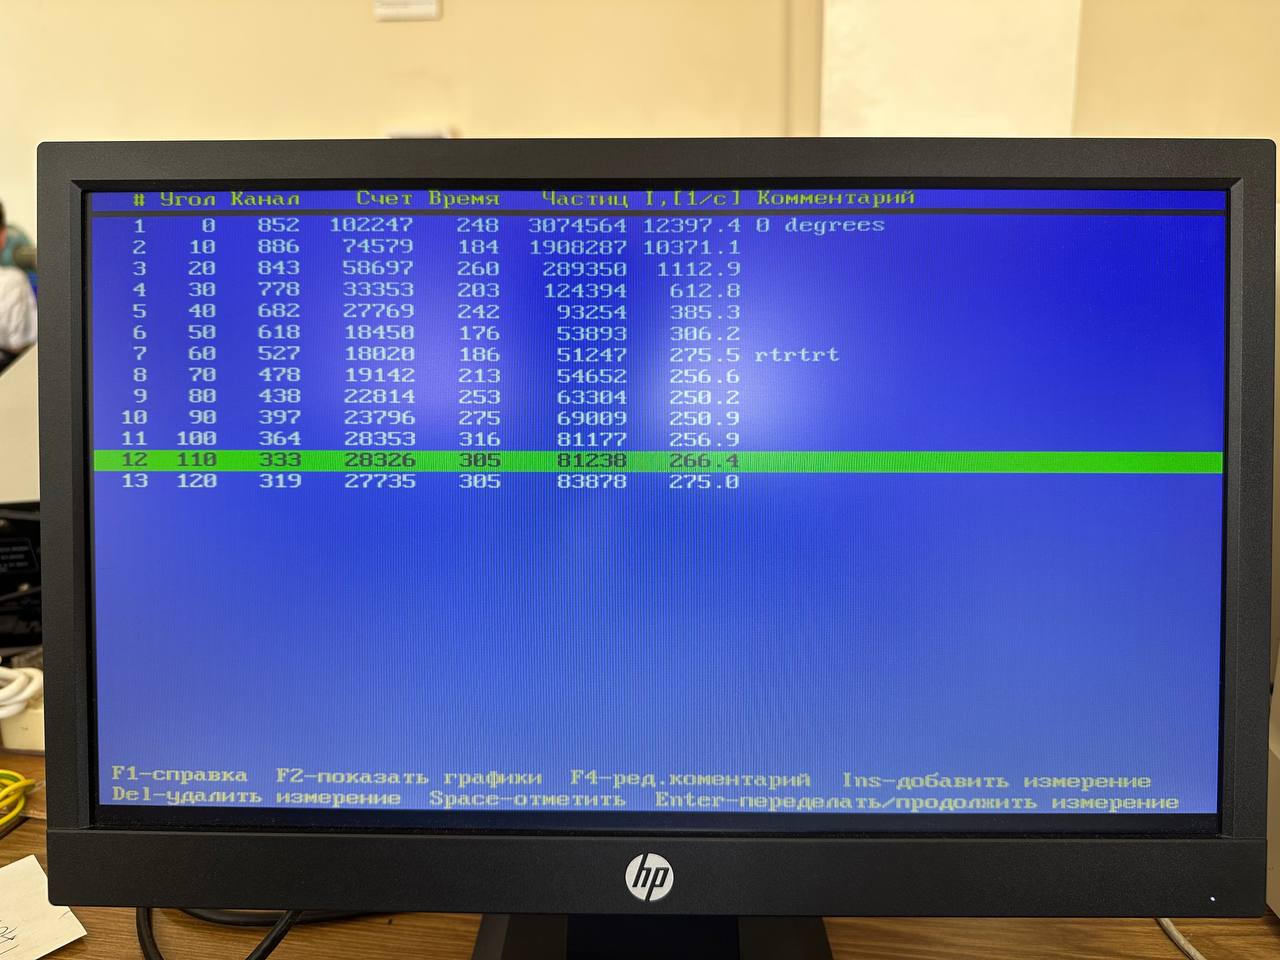 # Угол Канал Счет Время Частиц I,[1/с] Комментарий
1 0 852 102247 248 3074564 12397.4 0 degrees
2 10 886 74579 184 1908287 10371.1
3 20 843 58697 260 289350 1112.9
4 30 778 33353 203 124394 612.8
5 40 682 27769 242 93254 385.3
6 50 618 18450 176 53893 306.2
7 60 527 18020 186 51247 275.5 rtrtrt
8 70 478 19142 213 54652 256.6
9 80 438 22814 253 63304 250.2
10 90 397 23796 275 69009 250.9
11 100 364 28353 316 81177 256.9
12 110 333 28326 305 81238 266.4
13 120 319 27735 305 83878 275.0
F1-справка F2-показать графики F4-ред.коментарий Ins-добавить измерение
Del-удалить измерение Space-отметить Enter-переделать/продолжить измерение
hp